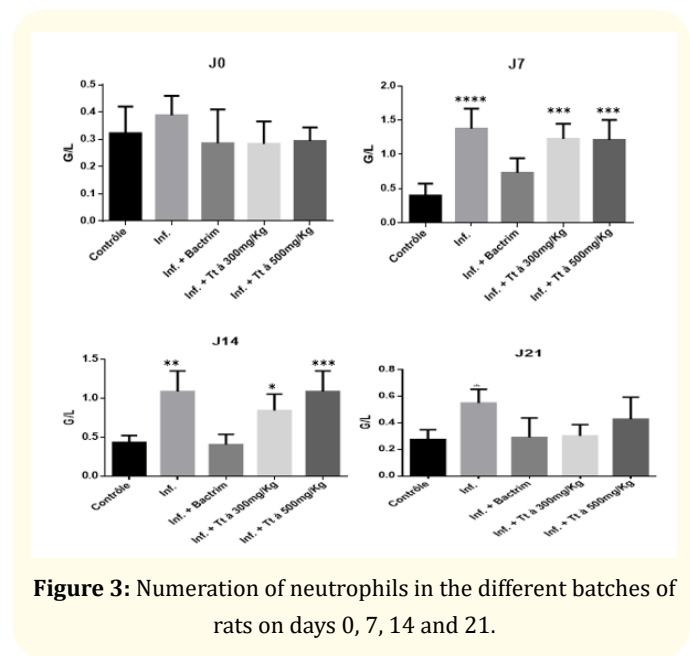 J0
0.5
0.4
0.3
0.2
0.1
0.0
G/L
Contrôle
Inf.
Inf. + Bactrim
Inf. + Tt à 300mg/Kg
Inf. + Tt à 500mg/Kg
J7
2.0
1.5
1.0
0.5
0.0
G/L
****
***
***
Contrôle
Inf.
Inf. + Bactrim
Inf. + Tt à 300mg/Kg
Inf. + Tt à 500mg/Kg
J14
1.5
1.0
0.5
0.0
G/L
**
*
***
Contrôle
Inf.
Inf. + Bactrim
Inf. + Tt à 300mg/Kg
Inf. + Tt à 500mg/Kg
J21
0.8
0.6
0.4
0.2
0.0
G/L
Contrôle
Inf.
Inf. + Bactrim
Inf. + Tt à 300mg/Kg
Inf. + Tt à 500mg/Kg
Figure 3: Numeration of neutrophils in the different batches of
rats on days 0, 7, 14 and 21.